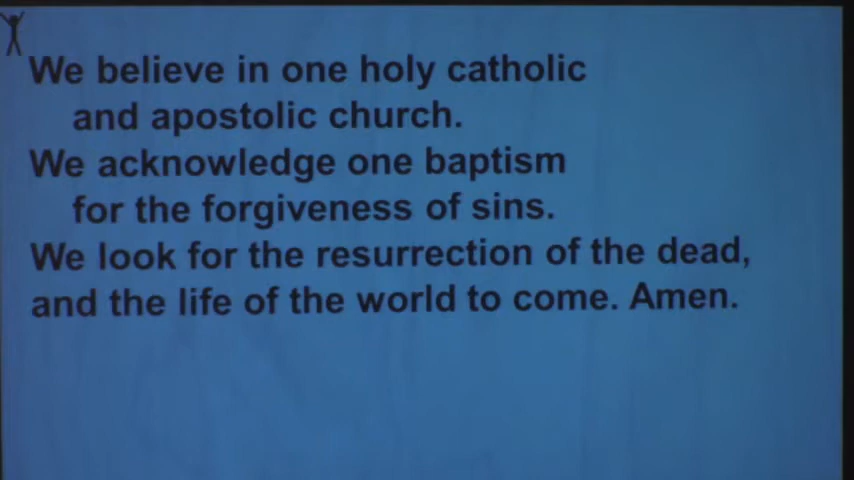 We believe in one holy catholic
and apostolic church.
We acknowledge one baptism
for the forgiveness of sins.
We look for the resurrection of the dead,
and the life of the world to come. Amen.